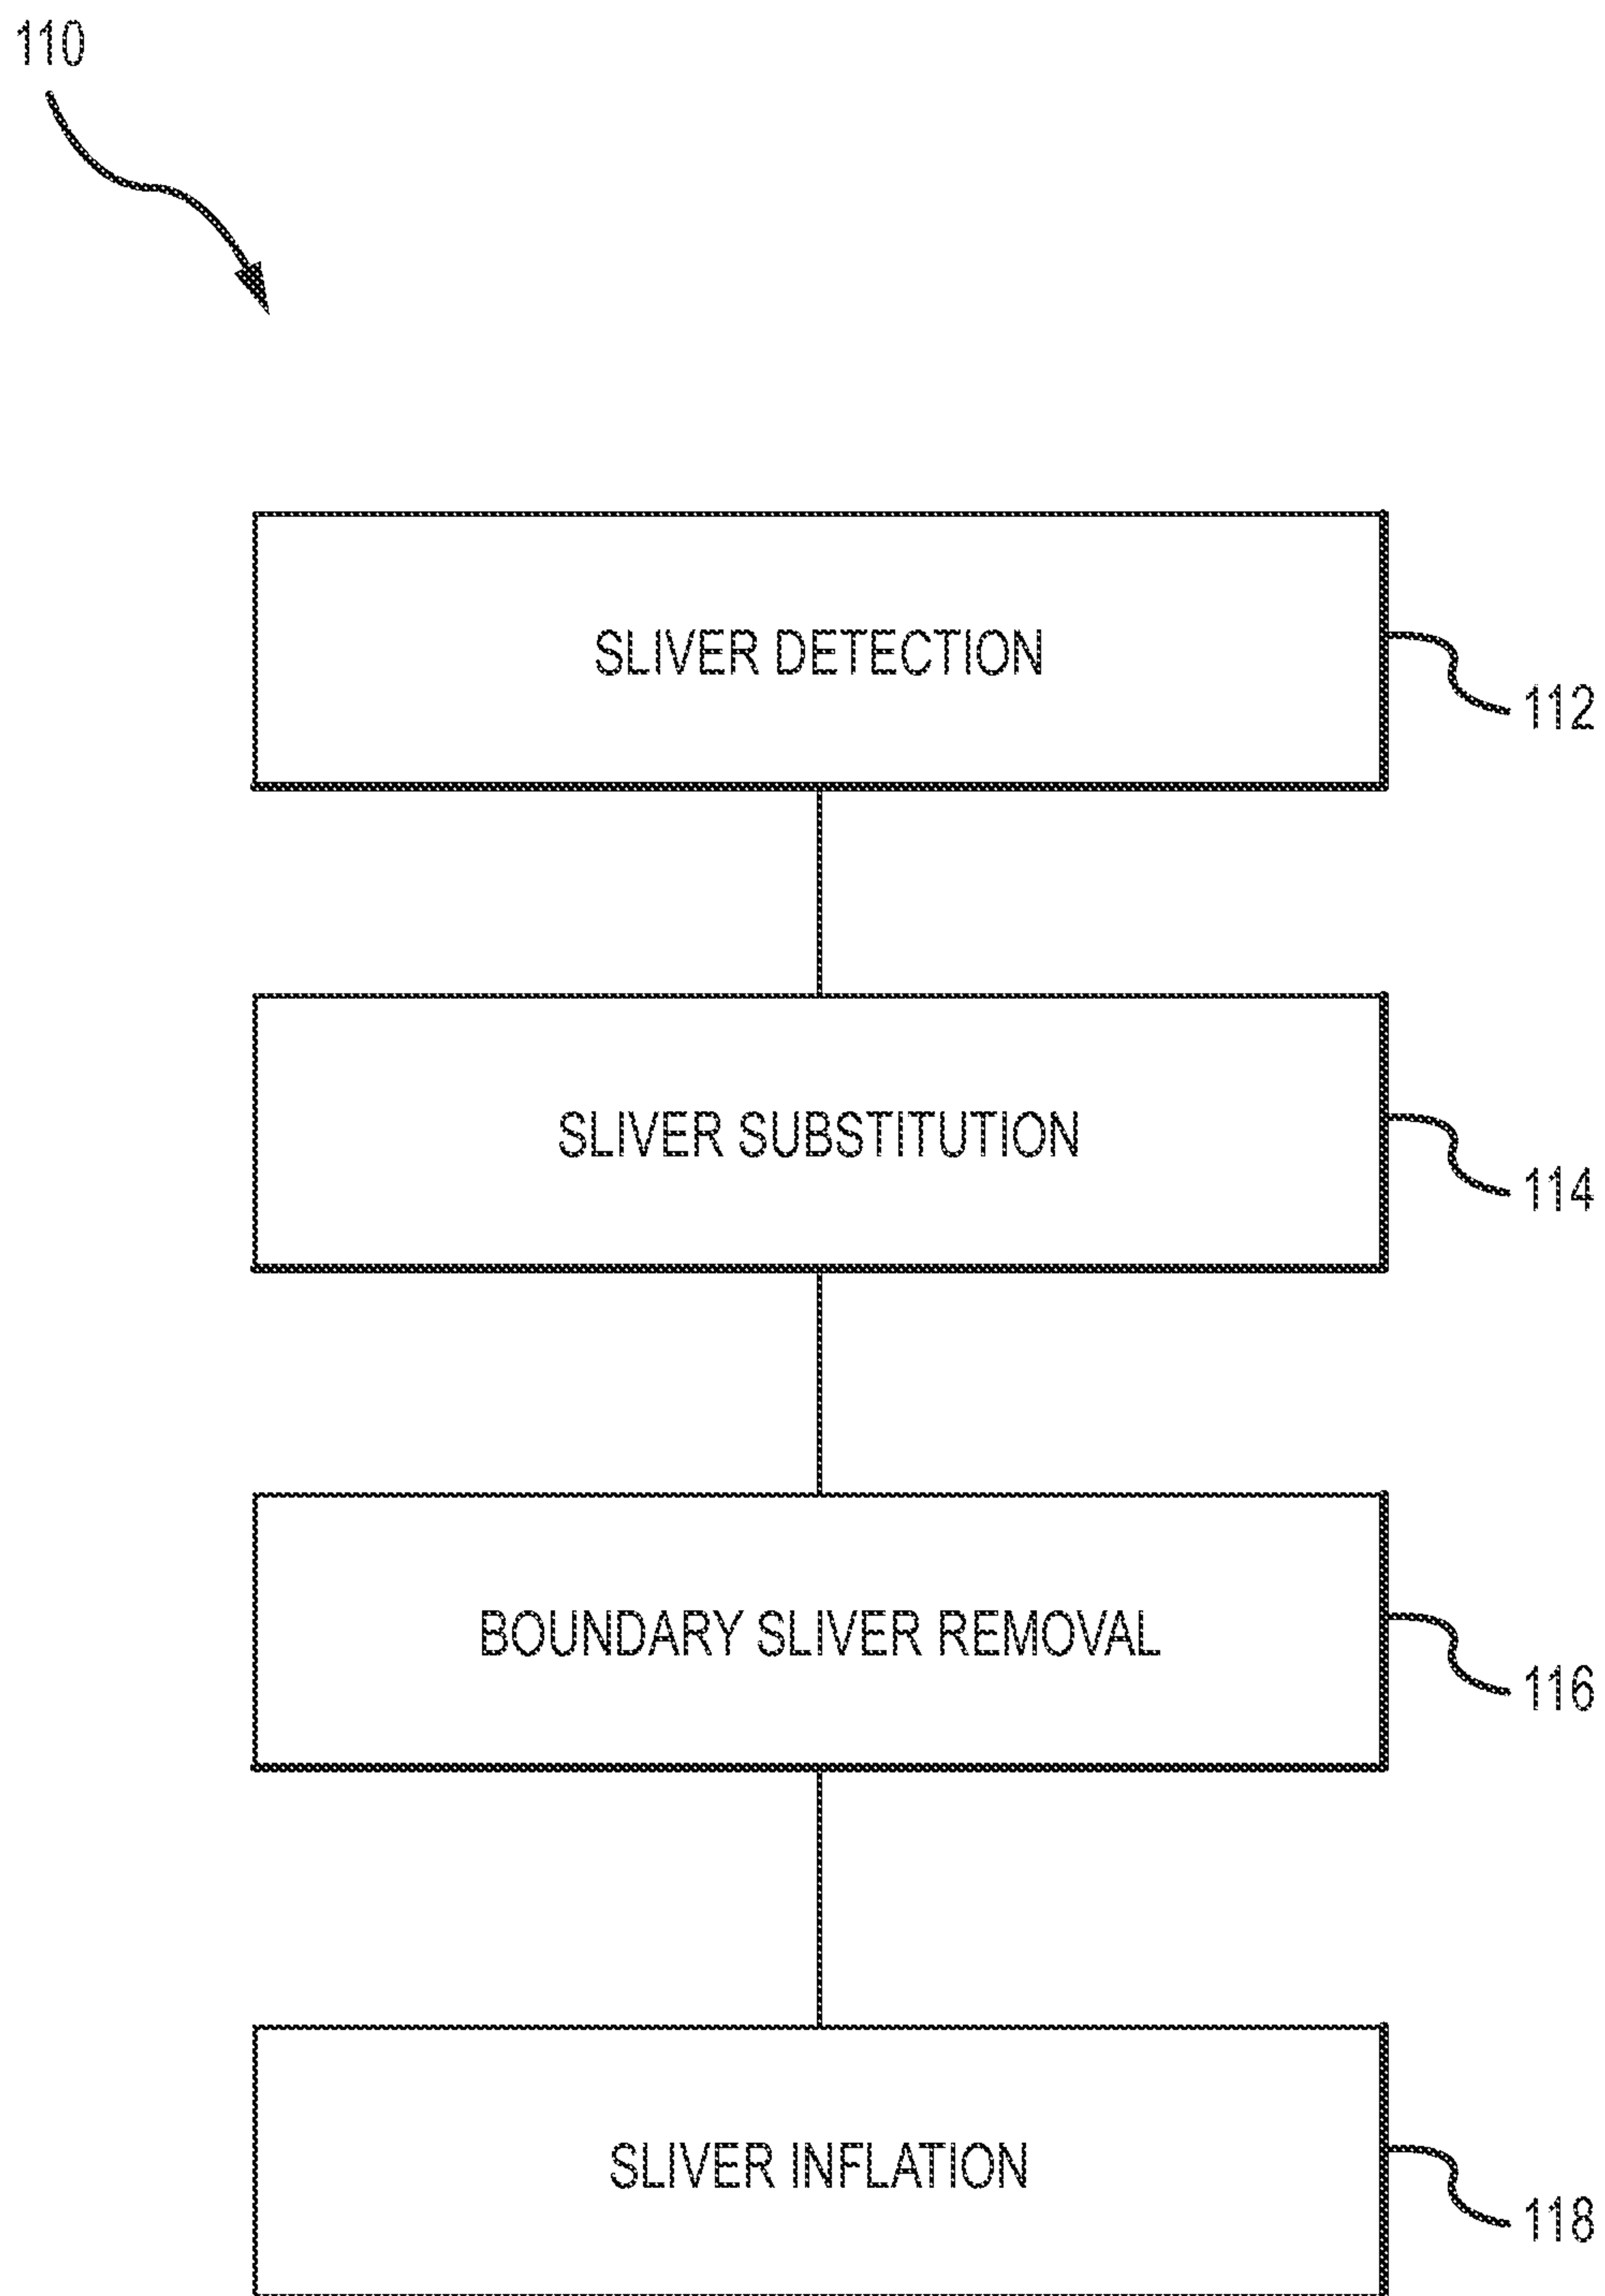 110
SLIVER DETECTION
112
SLIVER SUBSTITUTION
114
BOUNDARY SLIVER REMOVAL
116
SLIVER INFLATION
118